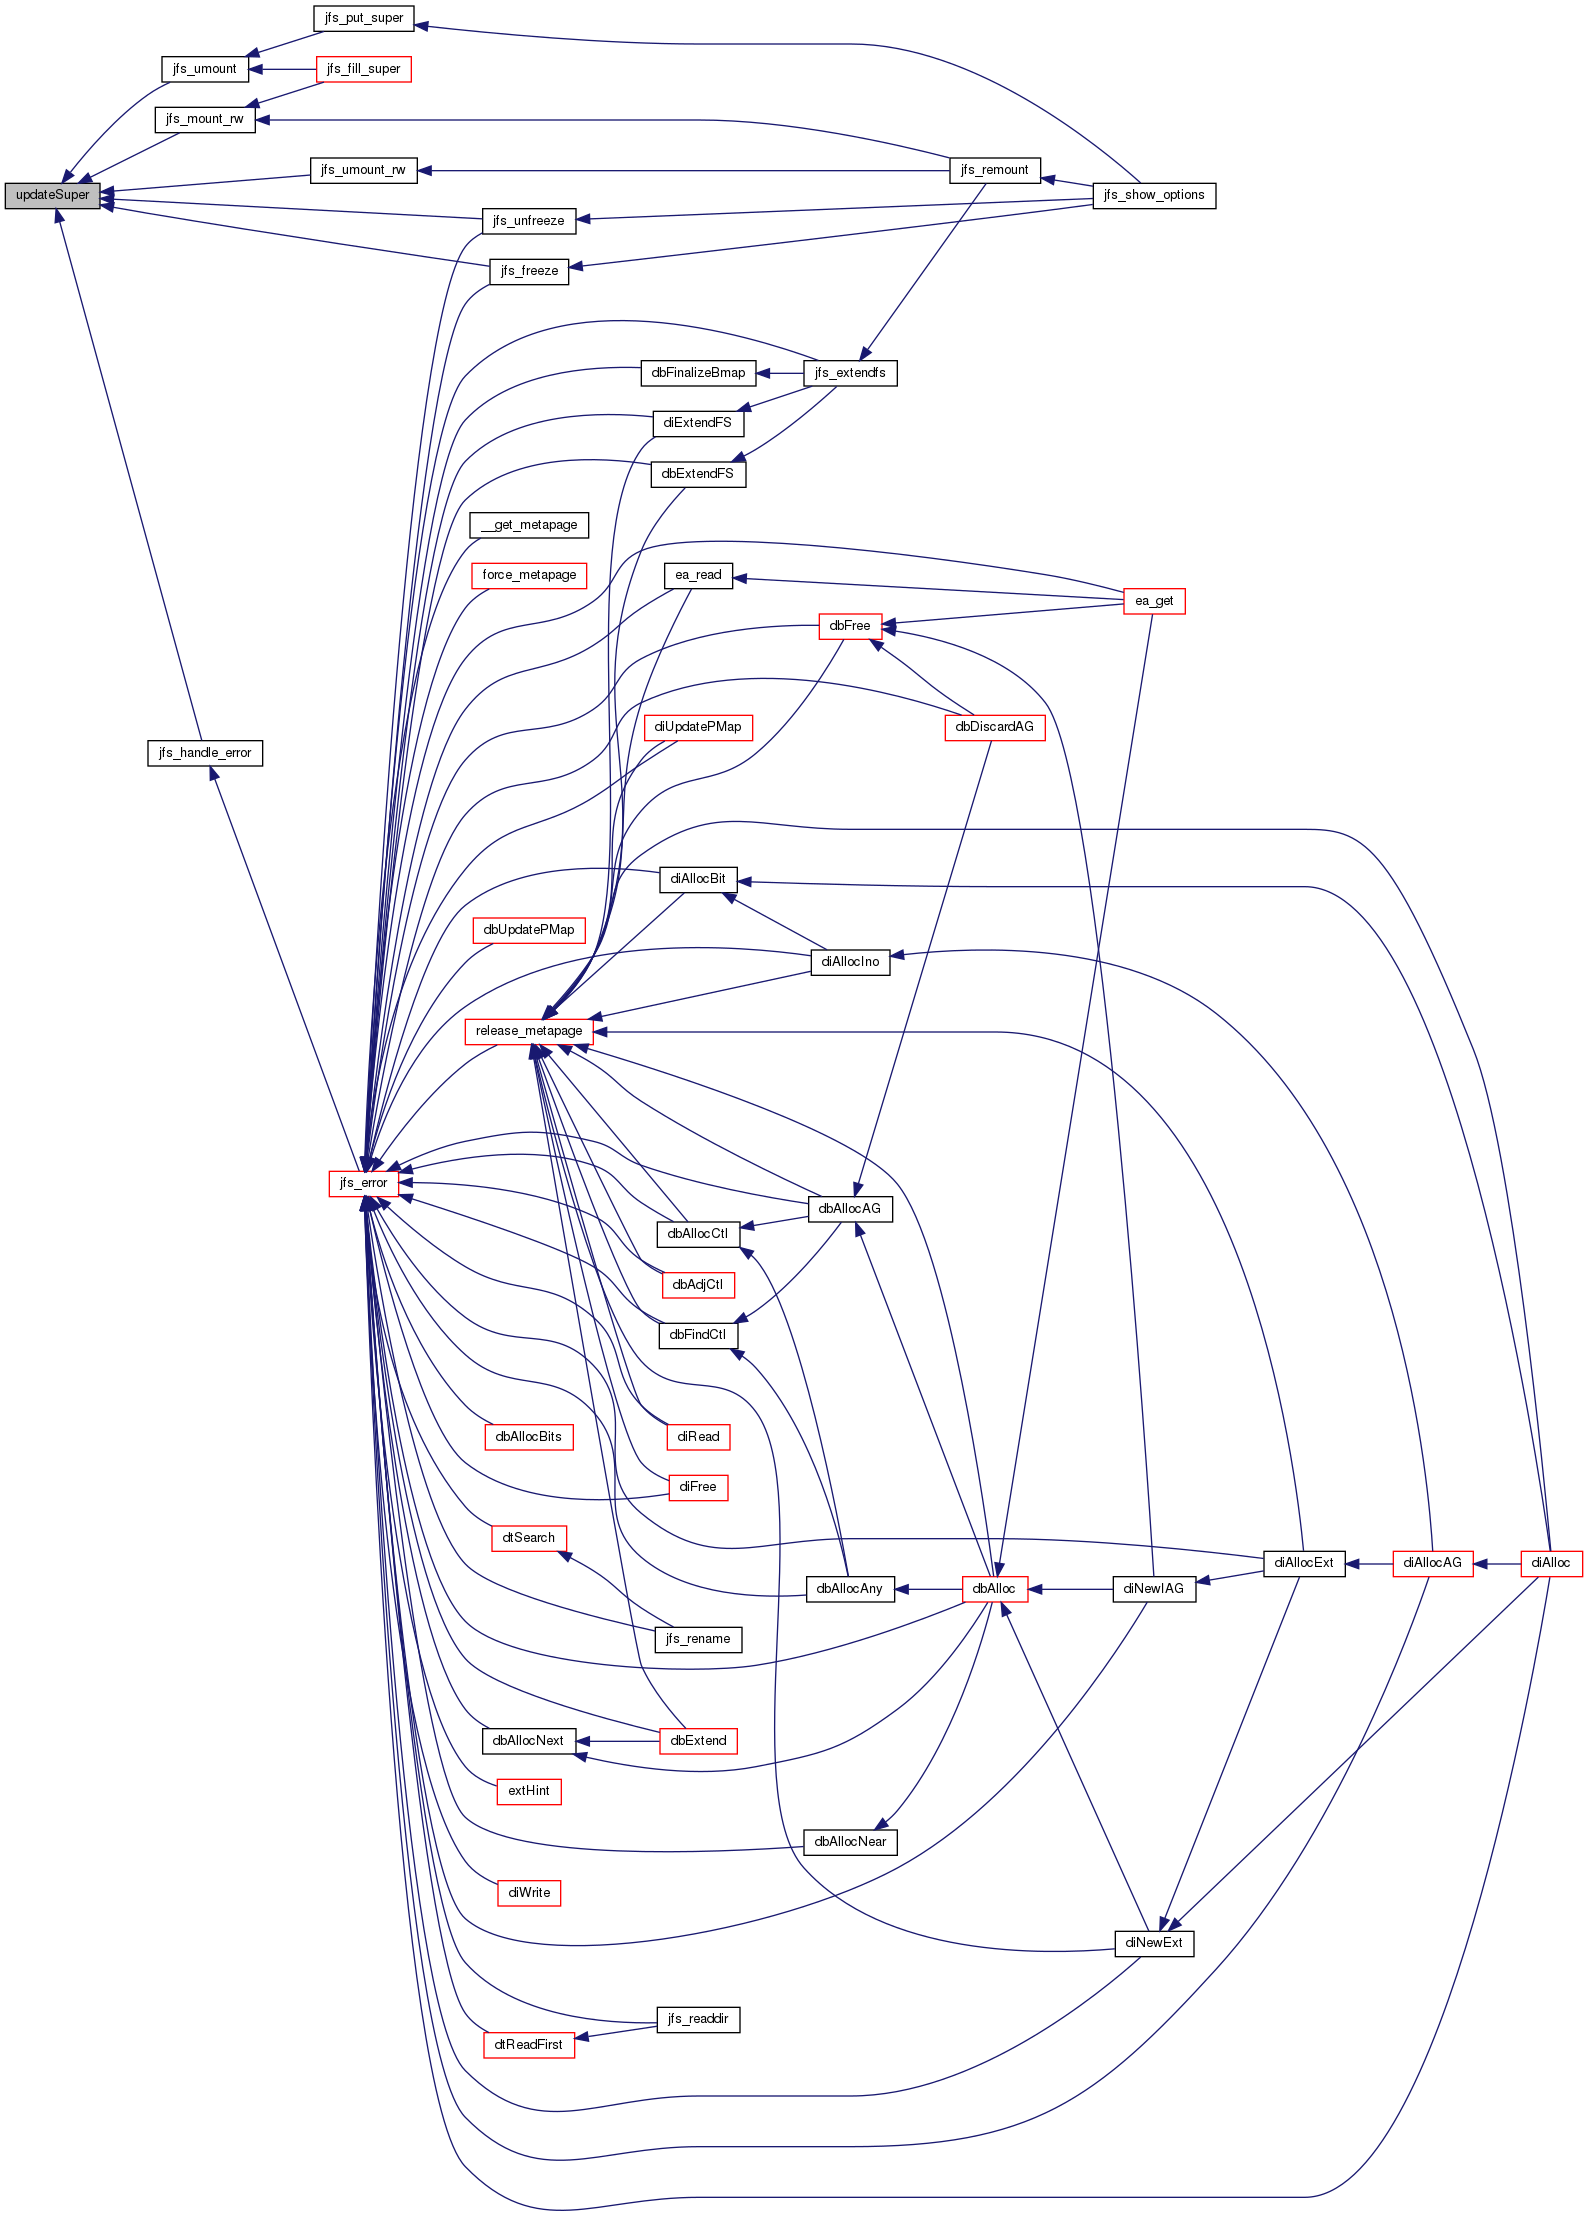 jfs_put_super
jfs_umount
jfs_fill_super
jfs_mount_rw
jfs_umount_rw
jfs_remount
updateSuper
jfs_show_options
jfs_unfreeze
jfs_freeze
dbFinalizeBmap
jfs_extendfs
diExtendFS
dbExtendFS
__get_metapage
force_metapage
ea_read
ea_get
dbFree
diUpdatePMap
dbDiscardAG
jfs_handle_error
diAllocBit
dbUpdatePMap
diAllocIno
release_metapage
jfs_error
dbAllocAG
dbAllocCtl
dbAdjCtl
dbFindCtl
dbAllocBits
diRead
diFree
dtSearch
diAllocExt
diAllocAG
diAlloc
dbAllocAny
dbAlloc
diNewIAG
jfs_rename
dbAllocNext
dbExtend
extHint
dbAllocNear
diWrite
diNewExt
jfs_readdir
dtReadFirst